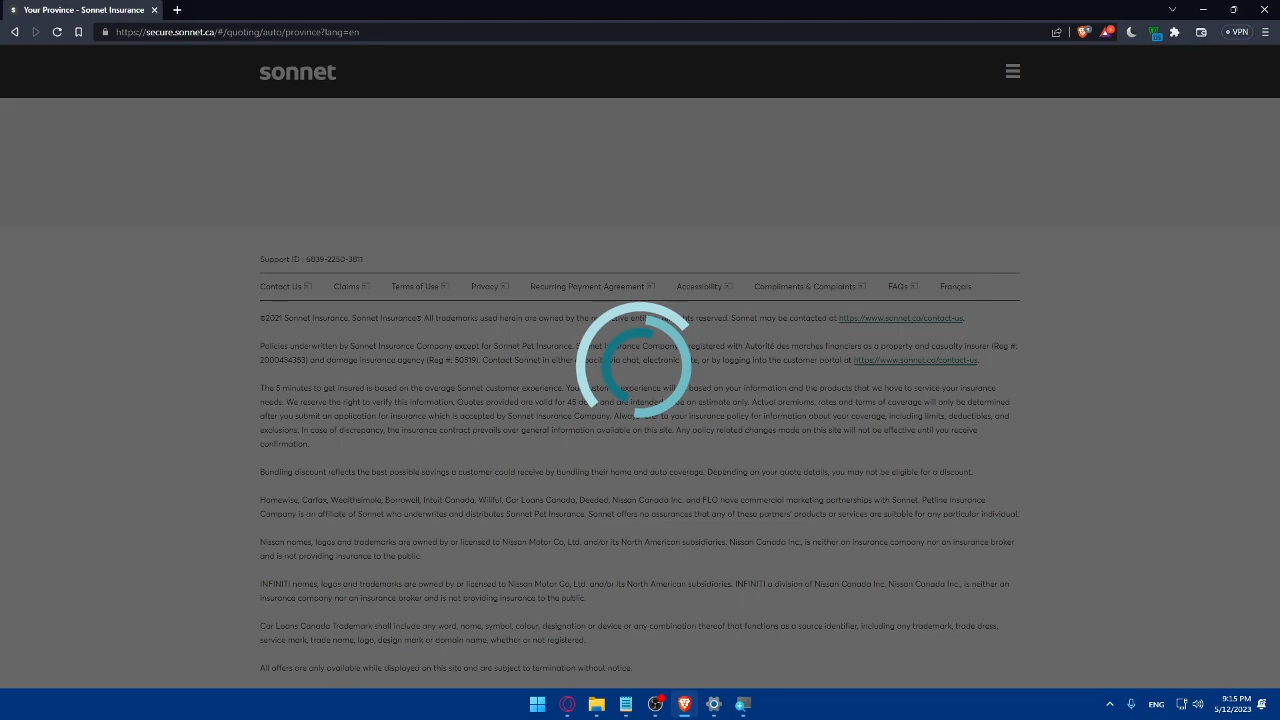 Your Province - Sonnet Insurance
https://secure.sonnet.ca/#/quoting/auto/province?lang=en
VPN
sonnet
Support ID : 6839-2250-3811
Contact Us Claims Terms of Use Privacy Recurring Payment Agreement Accessibility Compliments & Complaints FAQs Français
©2021 Sonnet Insurance. Sonnet Insurance® All trademarks used herein are owned by the respective entities. All rights reserved. Sonnet may be contacted at https://www.sonnet.ca/contact-us.
Policies underwritten by Sonnet Insurance Company except for Sonnet Pet Insurance. Sonnet Insurance Company registered with Autorité des marches financiers as a property and casualty insurer (Reg #:
2000434353) and damage insurance agency (Reg #: 50519). Contact Sonnet in either capacity via chat, electronic site, or by logging into the customer portal at https://www.sonnet.ca/contact-us.
The 5 minutes to get insured is based on the average Sonnet customer experience. Your customer experience will be based on your information and the products that we have to service your insurance
needs. We reserve the right to verify this information. Quotes provided are valid for 45 days and are intended to be an estimate only. Actual premiums, rates and terms of coverage will only be determined
after you submit an application for insurance which is accepted by Sonnet Insurance Company. Always refer to your insurance policy for information about your coverage, including limits, deductibles, and
exclusions. In case of discrepancy, the insurance contract prevails over general information available on this site. Any policy related changes made on this site will not be effective until you receive
confirmation.
Bundling discount reflects the best possible savings a customer could receive by bundling their home and auto coverage. Depending on your quote details, you may not be eligible for a discount.
Homewise, Carfax, Wealthsimple, Borrowell, Intuit Canada, Willful, Car Loans Canada, Deeded, Nissan Canada Inc. and FLO have commercial marketing partnerships with Sonnet. Petline Insurance
Company is an affiliate of Sonnet who underwrites and distributes Sonnet Pet Insurance. Sonnet offers no assurances that any of these partners' products or services are suitable for any particular individual.
Nissan names, logos and trademarks are owned by or licensed to Nissan Motor Co, Ltd. and/or its North American subsidiaries. Nissan Canada Inc., is neither an insurance company nor an insurance broker
and is not providing insurance to the public.
INFINITI names, logos and trademarks are owned by or licensed to Nissan Motor Co, Ltd. and/or its North American subsidiaries. INFINITI a division of Nissan Canada Inc. Nissan Canada Inc., is neither an
insurance company nor an insurance broker and is not providing insurance to the public.
Car Loans Canada Trademark shall include any word, name, symbol, colour, designation or device or any combination thereof that functions as a source identifier, including any trademark, trade dress,
service mark, trade name, logo, design mark or domain name, whether or not registered.
All offers are only available while displayed on this site and are subject to termination without notice.
ENG
9:15 PM
5/12/2023